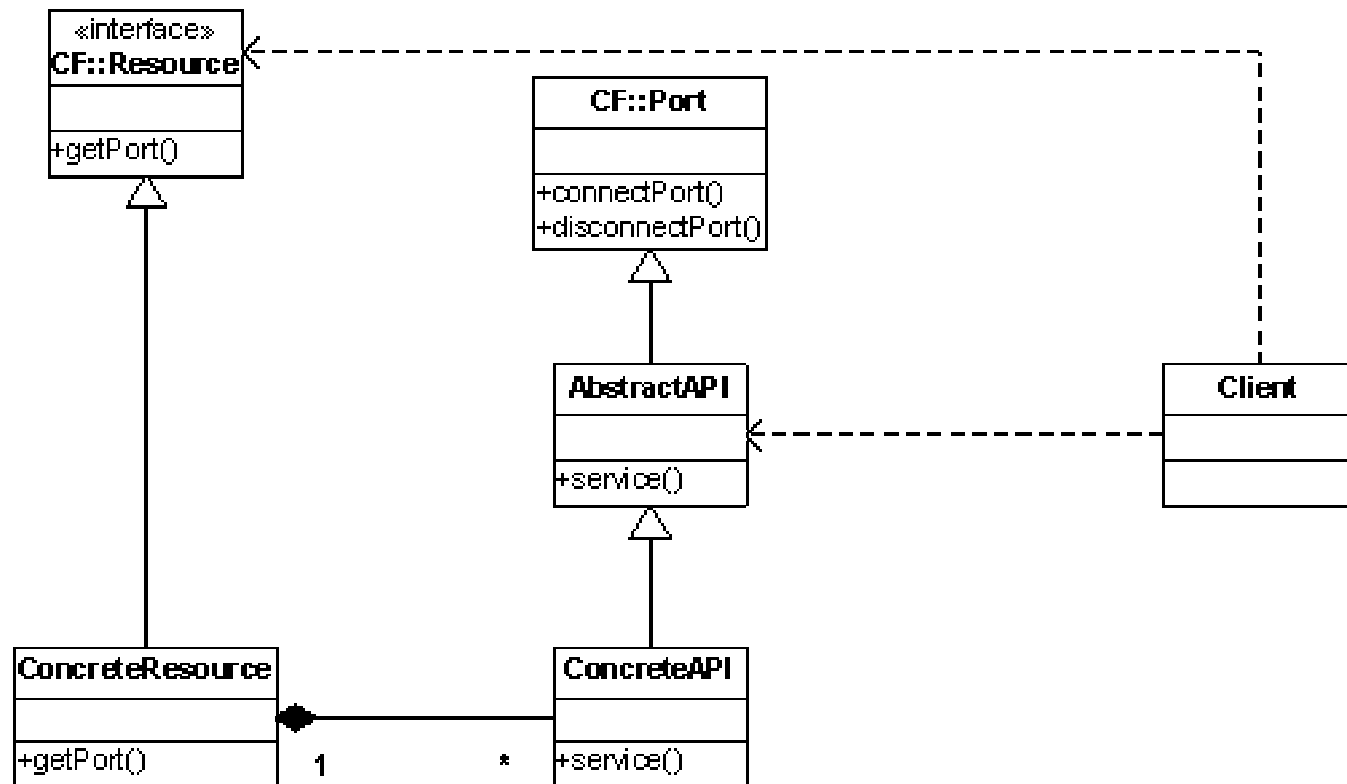 «interface»
CF::Resource
+getPort()
CF::Port
+connectPort()
+disconnectPort()
AbstractAPI
+service()
Client
ConcreteResource
+getPort()
1
*
ConcreteAPI
+service()